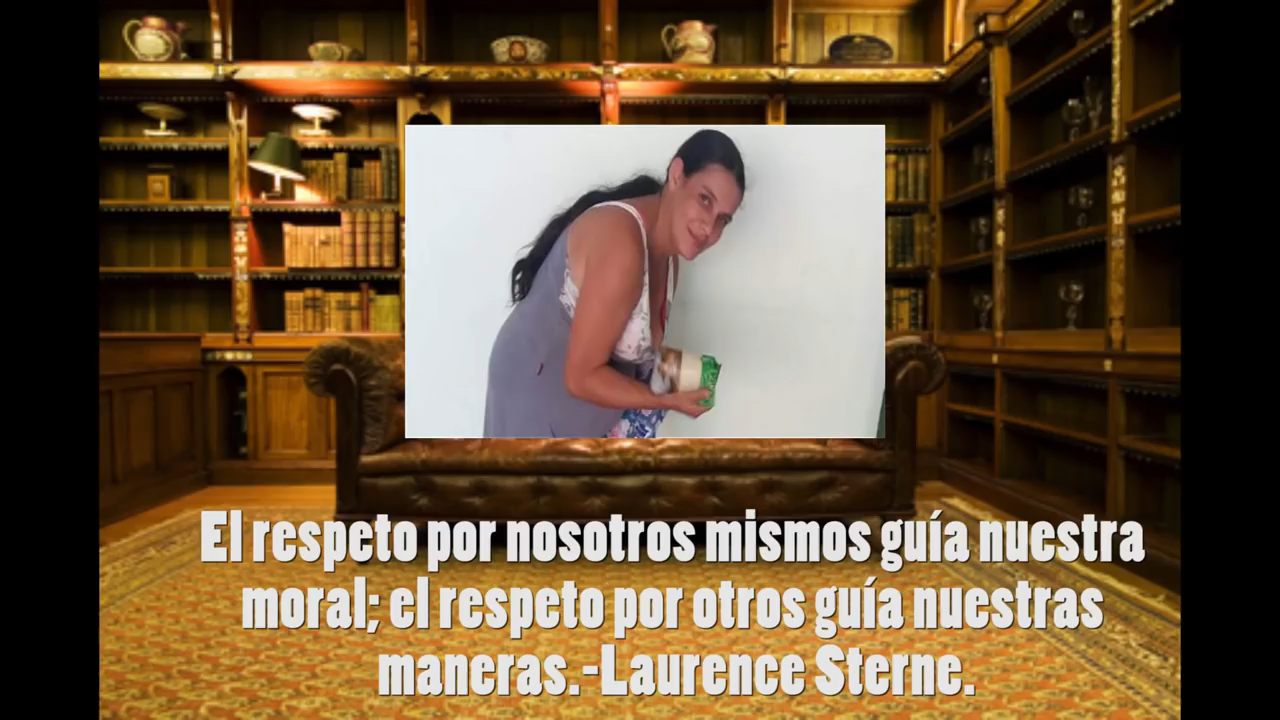 El respeto por nosotros mismos guía nuestra
moral; el respeto por otros guía nuestras
maneras.-Laurence Sterne.